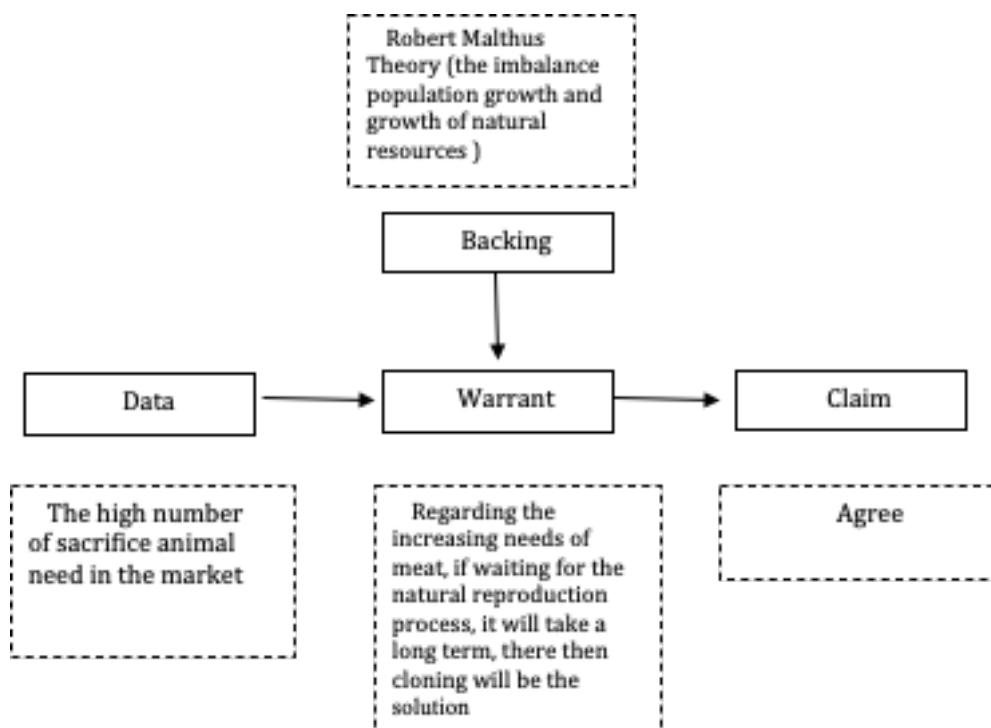 Robert Malthus
Theory (the imbalance
population growth and
growth of natural
resources )
Backing
Data
Warrant
Claim
The high number
of sacrifice animal
need in the market
Regarding the
increasing needs of
meat, if waiting for the
natural reproduction
process, it will take a
long term, there then
cloning will be the
solution
Agree